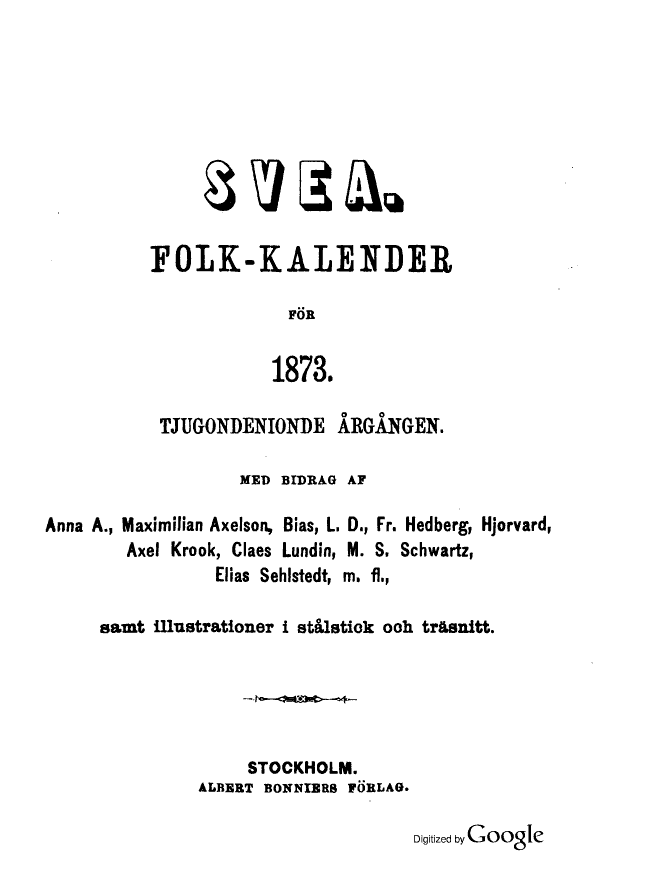 SVEA.
FOLK-KALENDER
FÖR
1873.
TJUGONDENIONDE ÅRGÅNGEN.
MED BIDRAG AF
Anna A., Maximilian Axelson, Bias, L. D., Fr. Hedberg, Hjorvard,
Axel Krook, Claes Lundin, M. S. Schwartz,
Elias Sehlstedt, m. fl.,
samt illustrationer i stålstick och träsnitt.
STOCKHOLM.
ALBERT BONNIERS FÖRLAG.
Digitized by Google